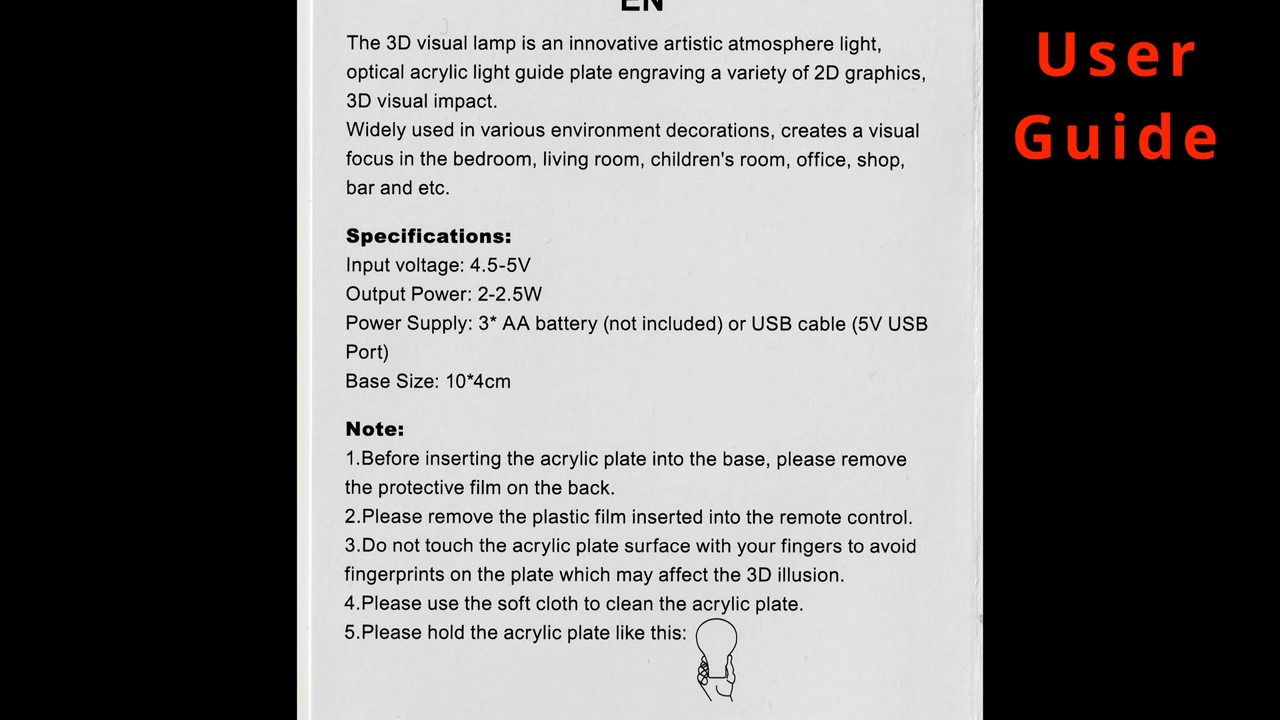 EN
The 3D visual lamp is an innovative artistic atmosphere light,
optical acrylic light guide plate engraving a variety of 2D graphics,
3D visual impact.
Widely used in various environment decorations, creates a visual
focus in the bedroom, living room, children's room, office, shop,
bar and etc.
Specifications:
Input voltage: 4.5-5V
Output Power: 2-2.5W
Power Supply: 3* AA battery (not included) or USB cable (5V USB
Port)
Base Size: 10*4cm
Note:
1.Before inserting the acrylic plate into the base, please remove
the protective film on the back.
2.Please remove the plastic film inserted into the remote control.
3.Do not touch the acrylic plate surface with your fingers to avoid
fingerprints on the plate which may affect the 3D illusion.
4.Please use the soft cloth to clean the acrylic plate.
5.Please hold the acrylic plate like this:
User
Guide